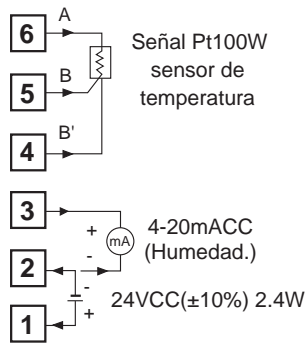 6
A
Señal Pt100W
sensor de
temperatura
5
B
4
B'
3
+
mA
4-20mACC
(Humedad.)
2
-
-
24VCC(±10%) 2.4W
+
1